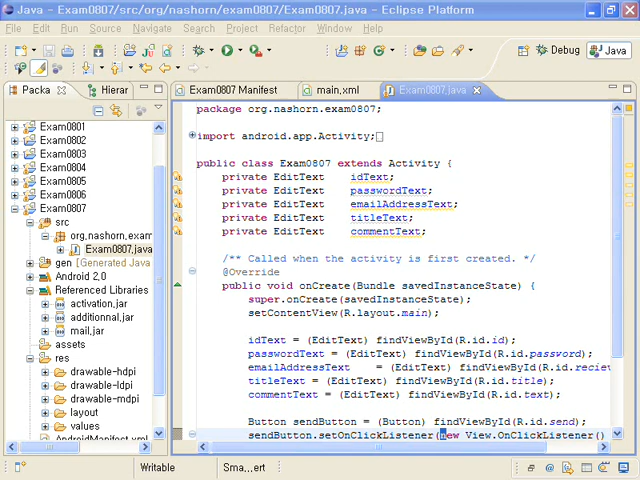 Java - Exam0807/src/org/nashorn/exam0807/Exam0807.java - Eclipse Platform
File Edit Run Source Navigate Search Project Refactor Window Help
Debug Java
Packa Hierar Exam0807 Manifest main.xml Exam0807.java
Exam0801
Exam0802
Exam0803
Exam0804
Exam0805
Exam0806
Exam0807
src
org.nashorn.exam
Exam0807.java
gen [Generated Java
Android 2.0
Referenced Libraries
activation.jar
additionnal.jar
mail.jar
assets
res
drawable-hdpi
drawable-ldpi
drawable-mdpi
layout
values
AndroidManifest.xml
package org.nashorn.exam0807;
import android.app.Activity;
public class Exam0807 extends Activity {
private EditText idText;
private EditText passwordText;
private EditText emailAddressText;
private EditText titleText;
private EditText commentText;
/** Called when the activity is first created. */
@Override
public void onCreate(Bundle savedInstanceState) {
super.onCreate(savedInstanceState);
setContentView(R.layout.main);
idText = (EditText) findViewById(R.id.id);
passwordText = (EditText) findViewById(R.id.password);
emailAddressText = (EditText) findViewById(R.id.reciev
titleText = (EditText) findViewById(R.id.title);
commentText = (EditText) findViewById(R.id.text);
Button sendButton = (Button) findViewById(R.id.send);
sendButton.setOnClickListener(new View.OnClickListener()
Writable Sma...ert